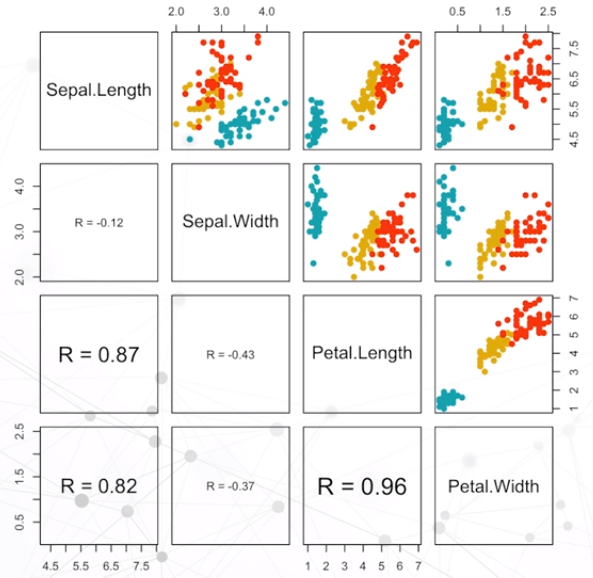 2.0 3.0 4.0
0.5 1.5 2.5
Sepal.Length
4.5 5.5 6.5 7.5
2.0 3.0 4.0
R = -0.12
Sepal.Width
R = 0.87
R = -0.43
Petal.Length
1 2 3 4 5 6 7
0.5 1.5 2.5
R = 0.82
R = -0.37
R = 0.96
Petal.Width
4.5 5.5 6.5 7.5
1 2 3 4 5 6 7